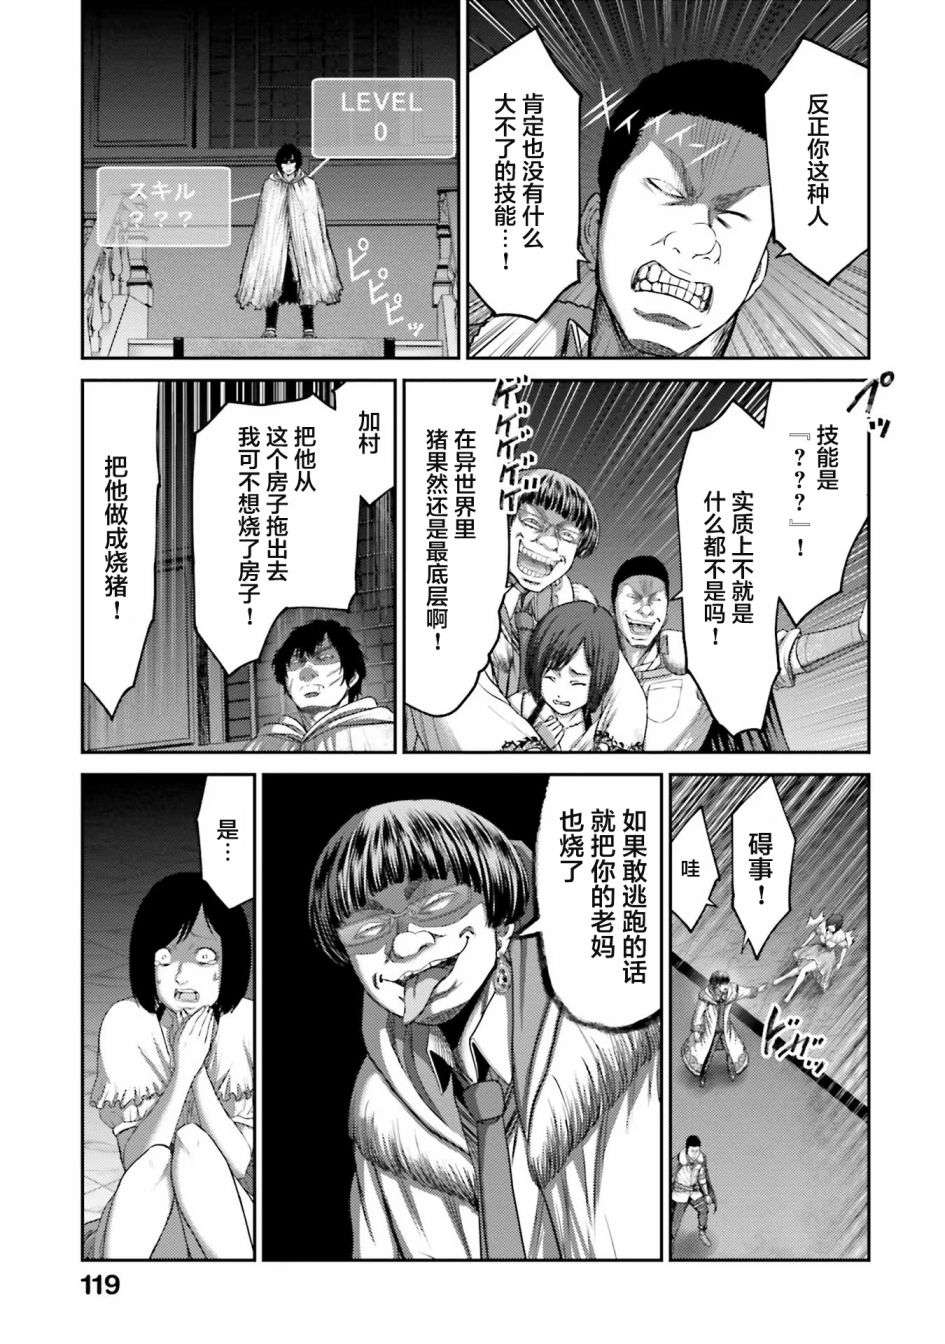 反正你这种人
肯定也没有什么
大不了的技能…！
イライラ
LEVEL
0
スキル
？？？
ピピピピッ
パッ
技能是
『？？？』！
实质上不就是
什么都不是吗！
在异世界里
猪果然还是最底层啊！
ゲゲゲゲゲ
加村
把他从
这个房子拖出去
我可不想烧了房子！
把他做成烧猪！
碍事！
哇
ドガッ
如果敢逃跑的话
就把你的老妈
也烧了
是…
119